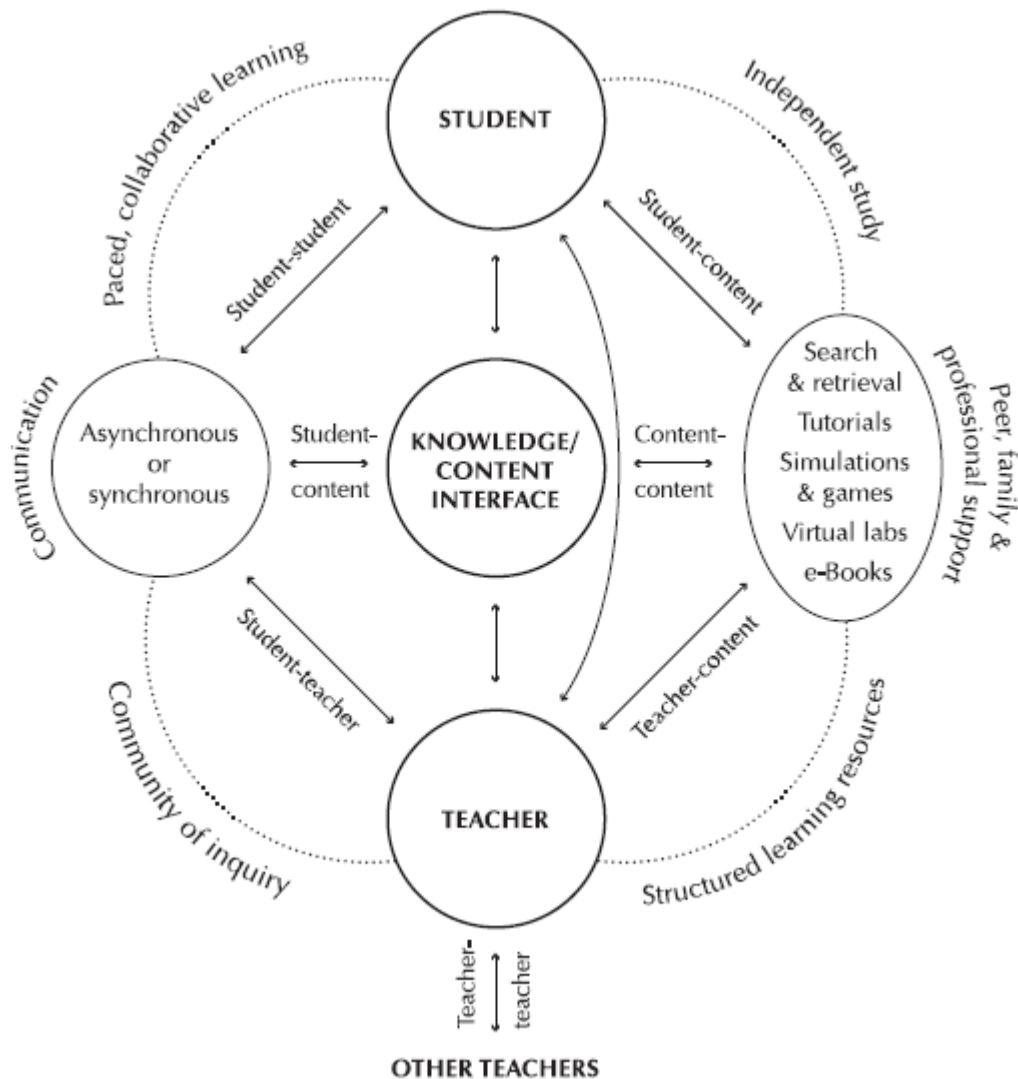 Paced, collaborative learning
Independent study
STUDENT
Student-student
Student-content
Communication
Asynchronous
or
synchronous
Student-
content
KNOWLEDGE/
CONTENT
INTERFACE
Content-
content
Search
& retrieval
Tutorials
Simulations
& games
Virtual labs
e-Books
Peer, family &
professional support
Student-teacher
Teacher-content
Community of inquiry
TEACHER
Structured learning resources
Teacher-
teacher
OTHER TEACHERS